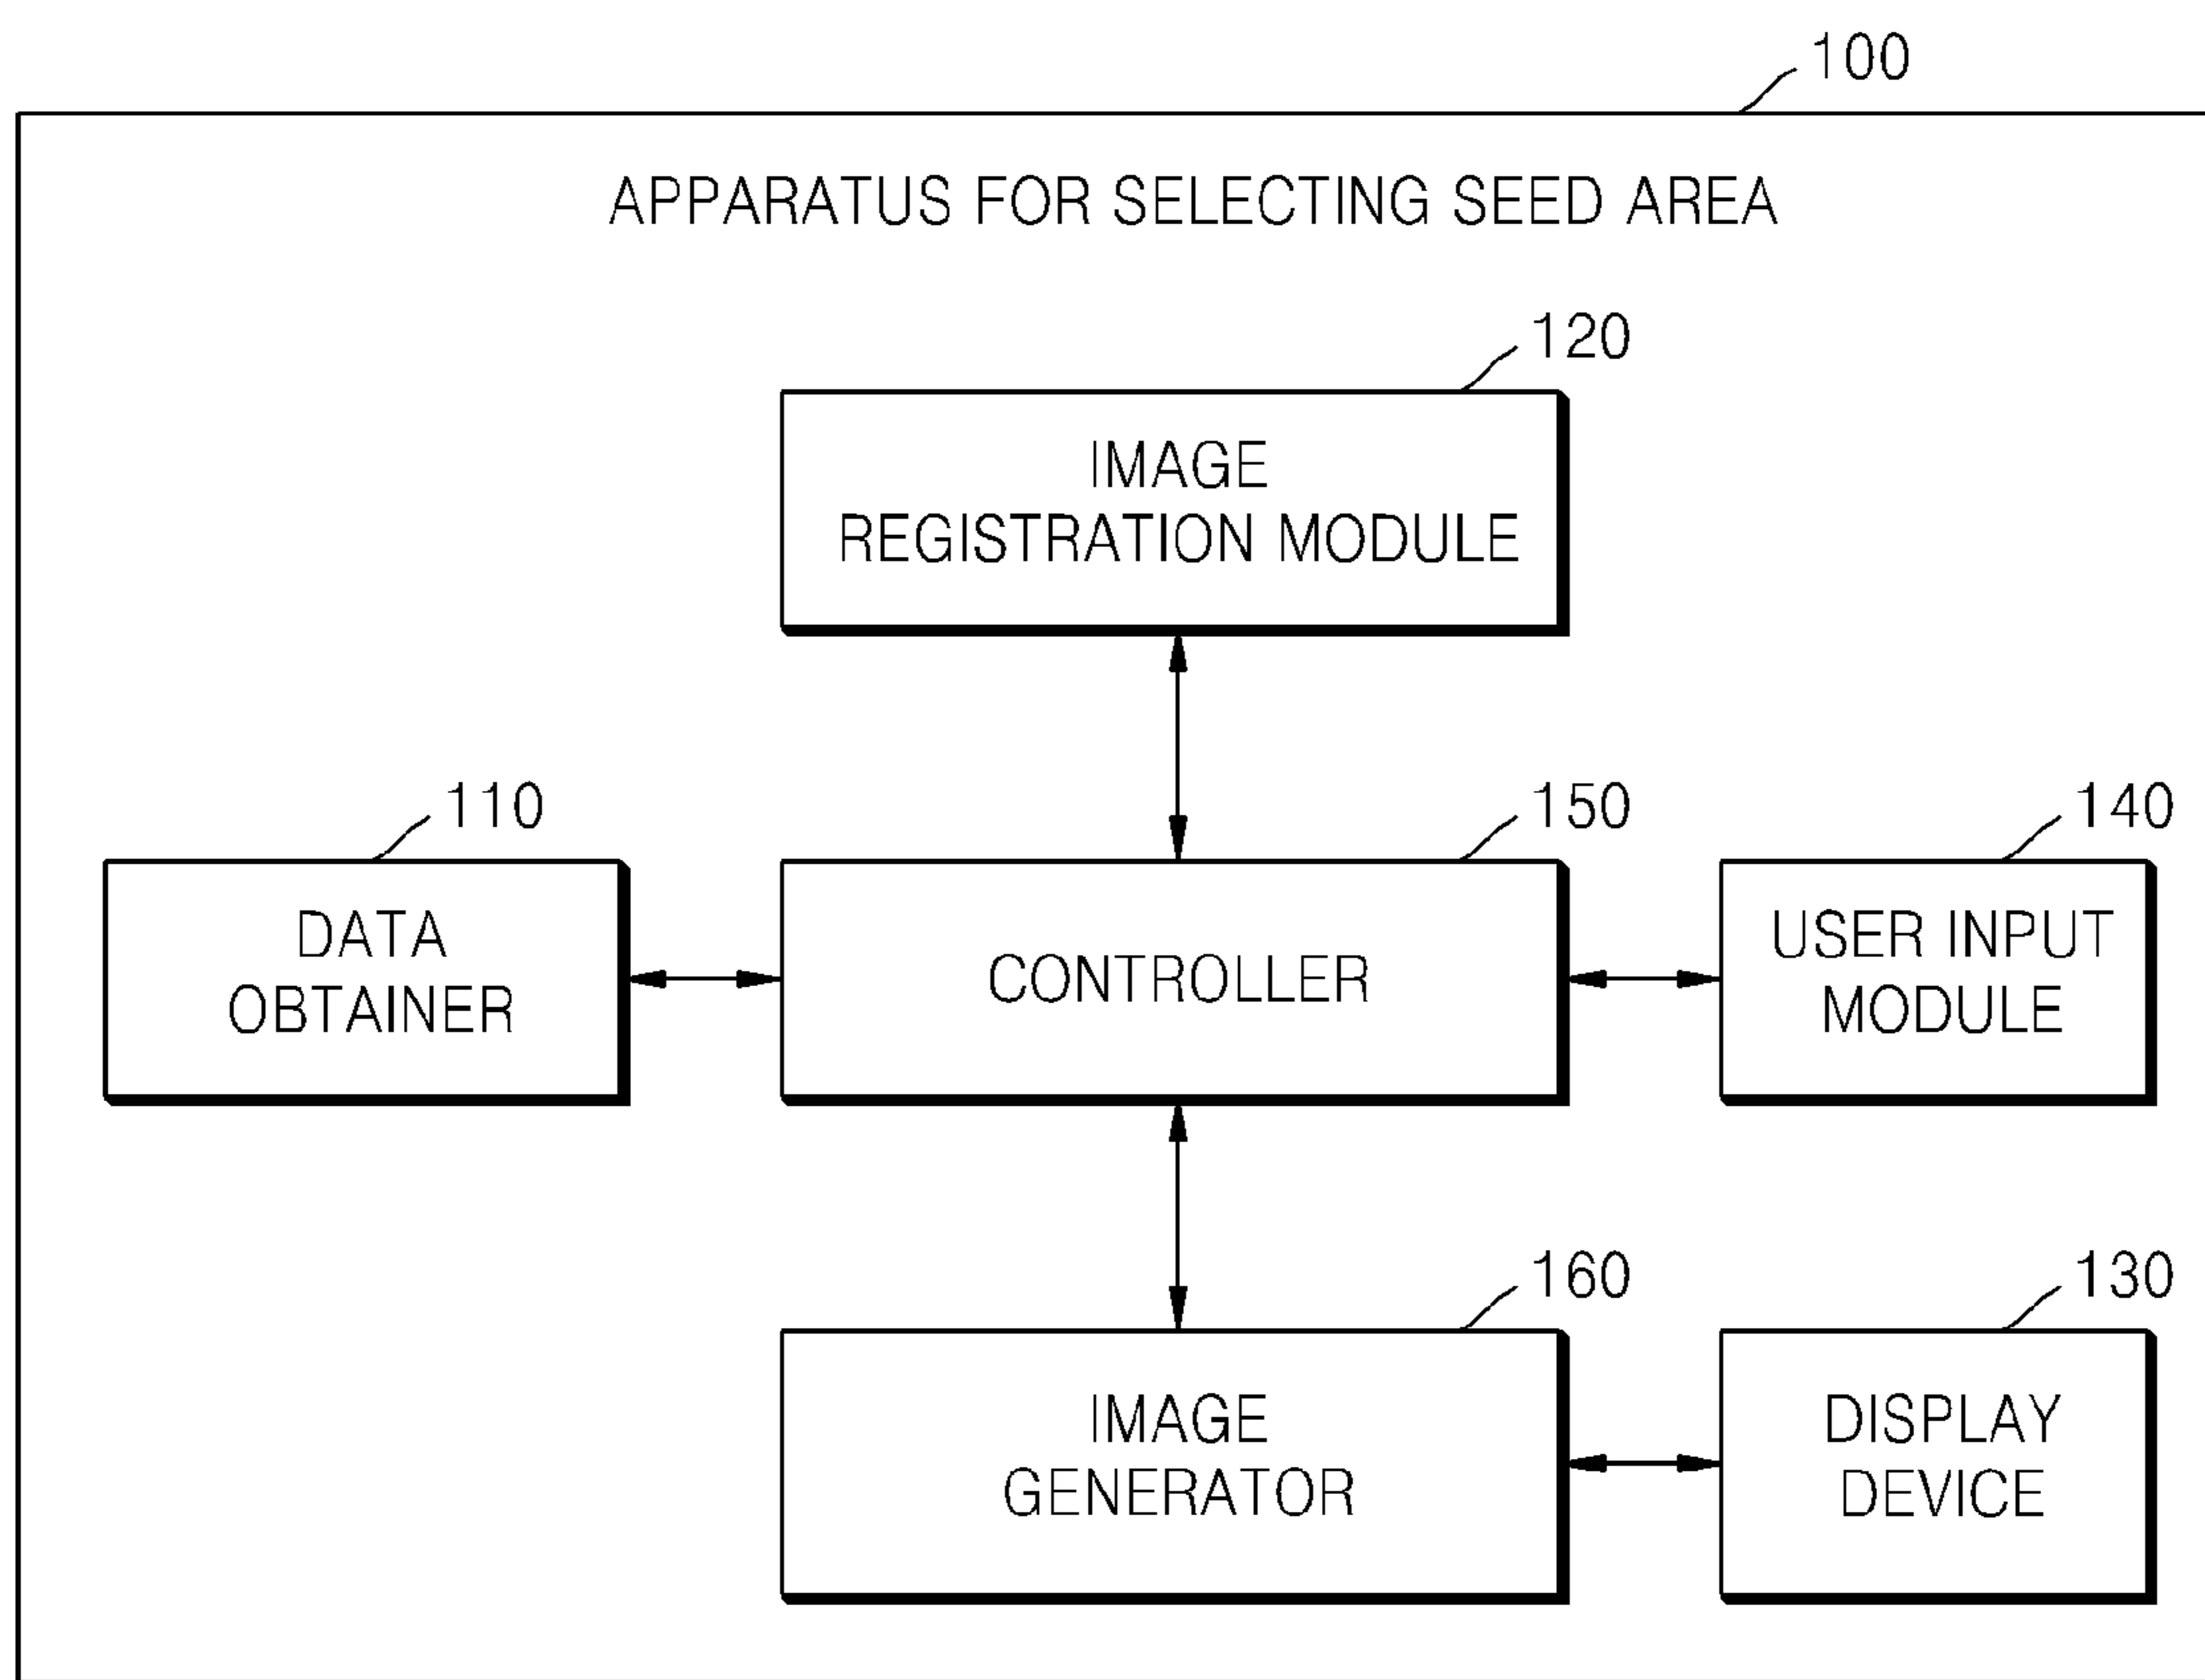 100
APPARATUS FOR SELECTING SEED AREA
120
IMAGE
REGISTRATION MODULE
110
DATA
OBTAINER
150
CONTROLLER
140
USER INPUT
MODULE
160
IMAGE
GENERATOR
130
DISPLAY
DEVICE